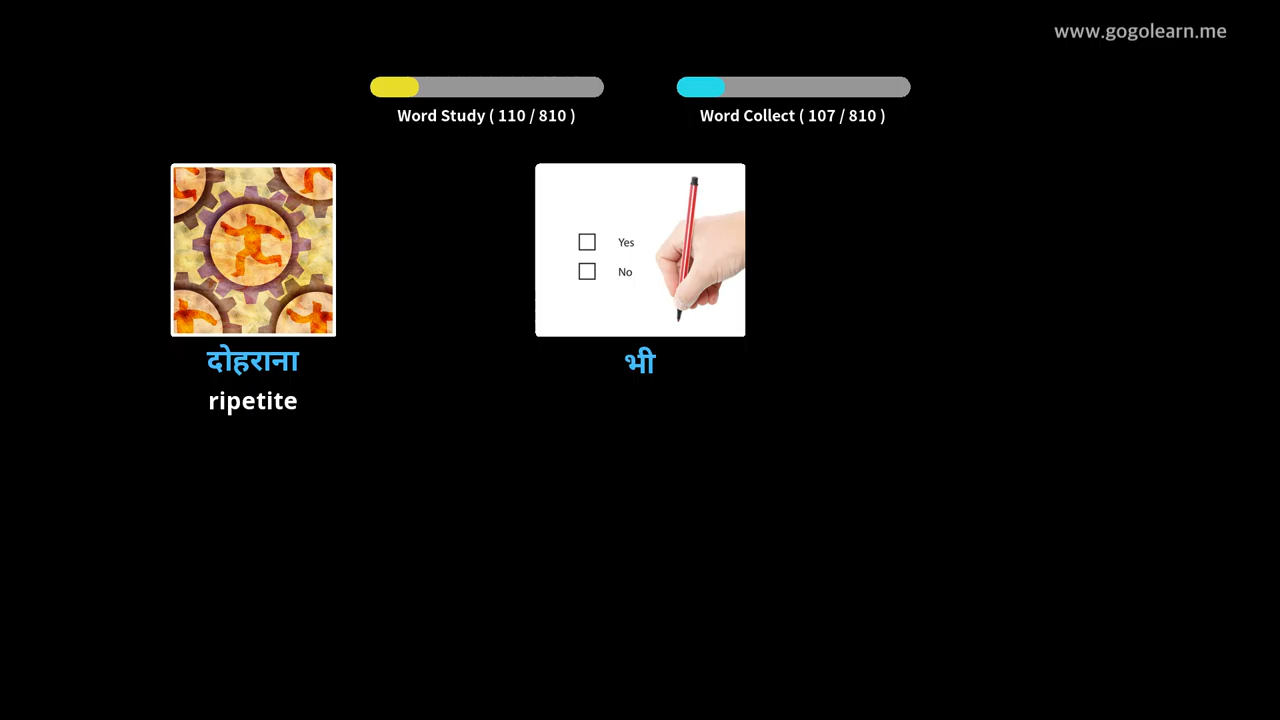 www.gogolearn.me
Word Study ( 110 / 810 )
Word Collect ( 107 / 810 )
Yes
No
दोहराना
ripetite
भी